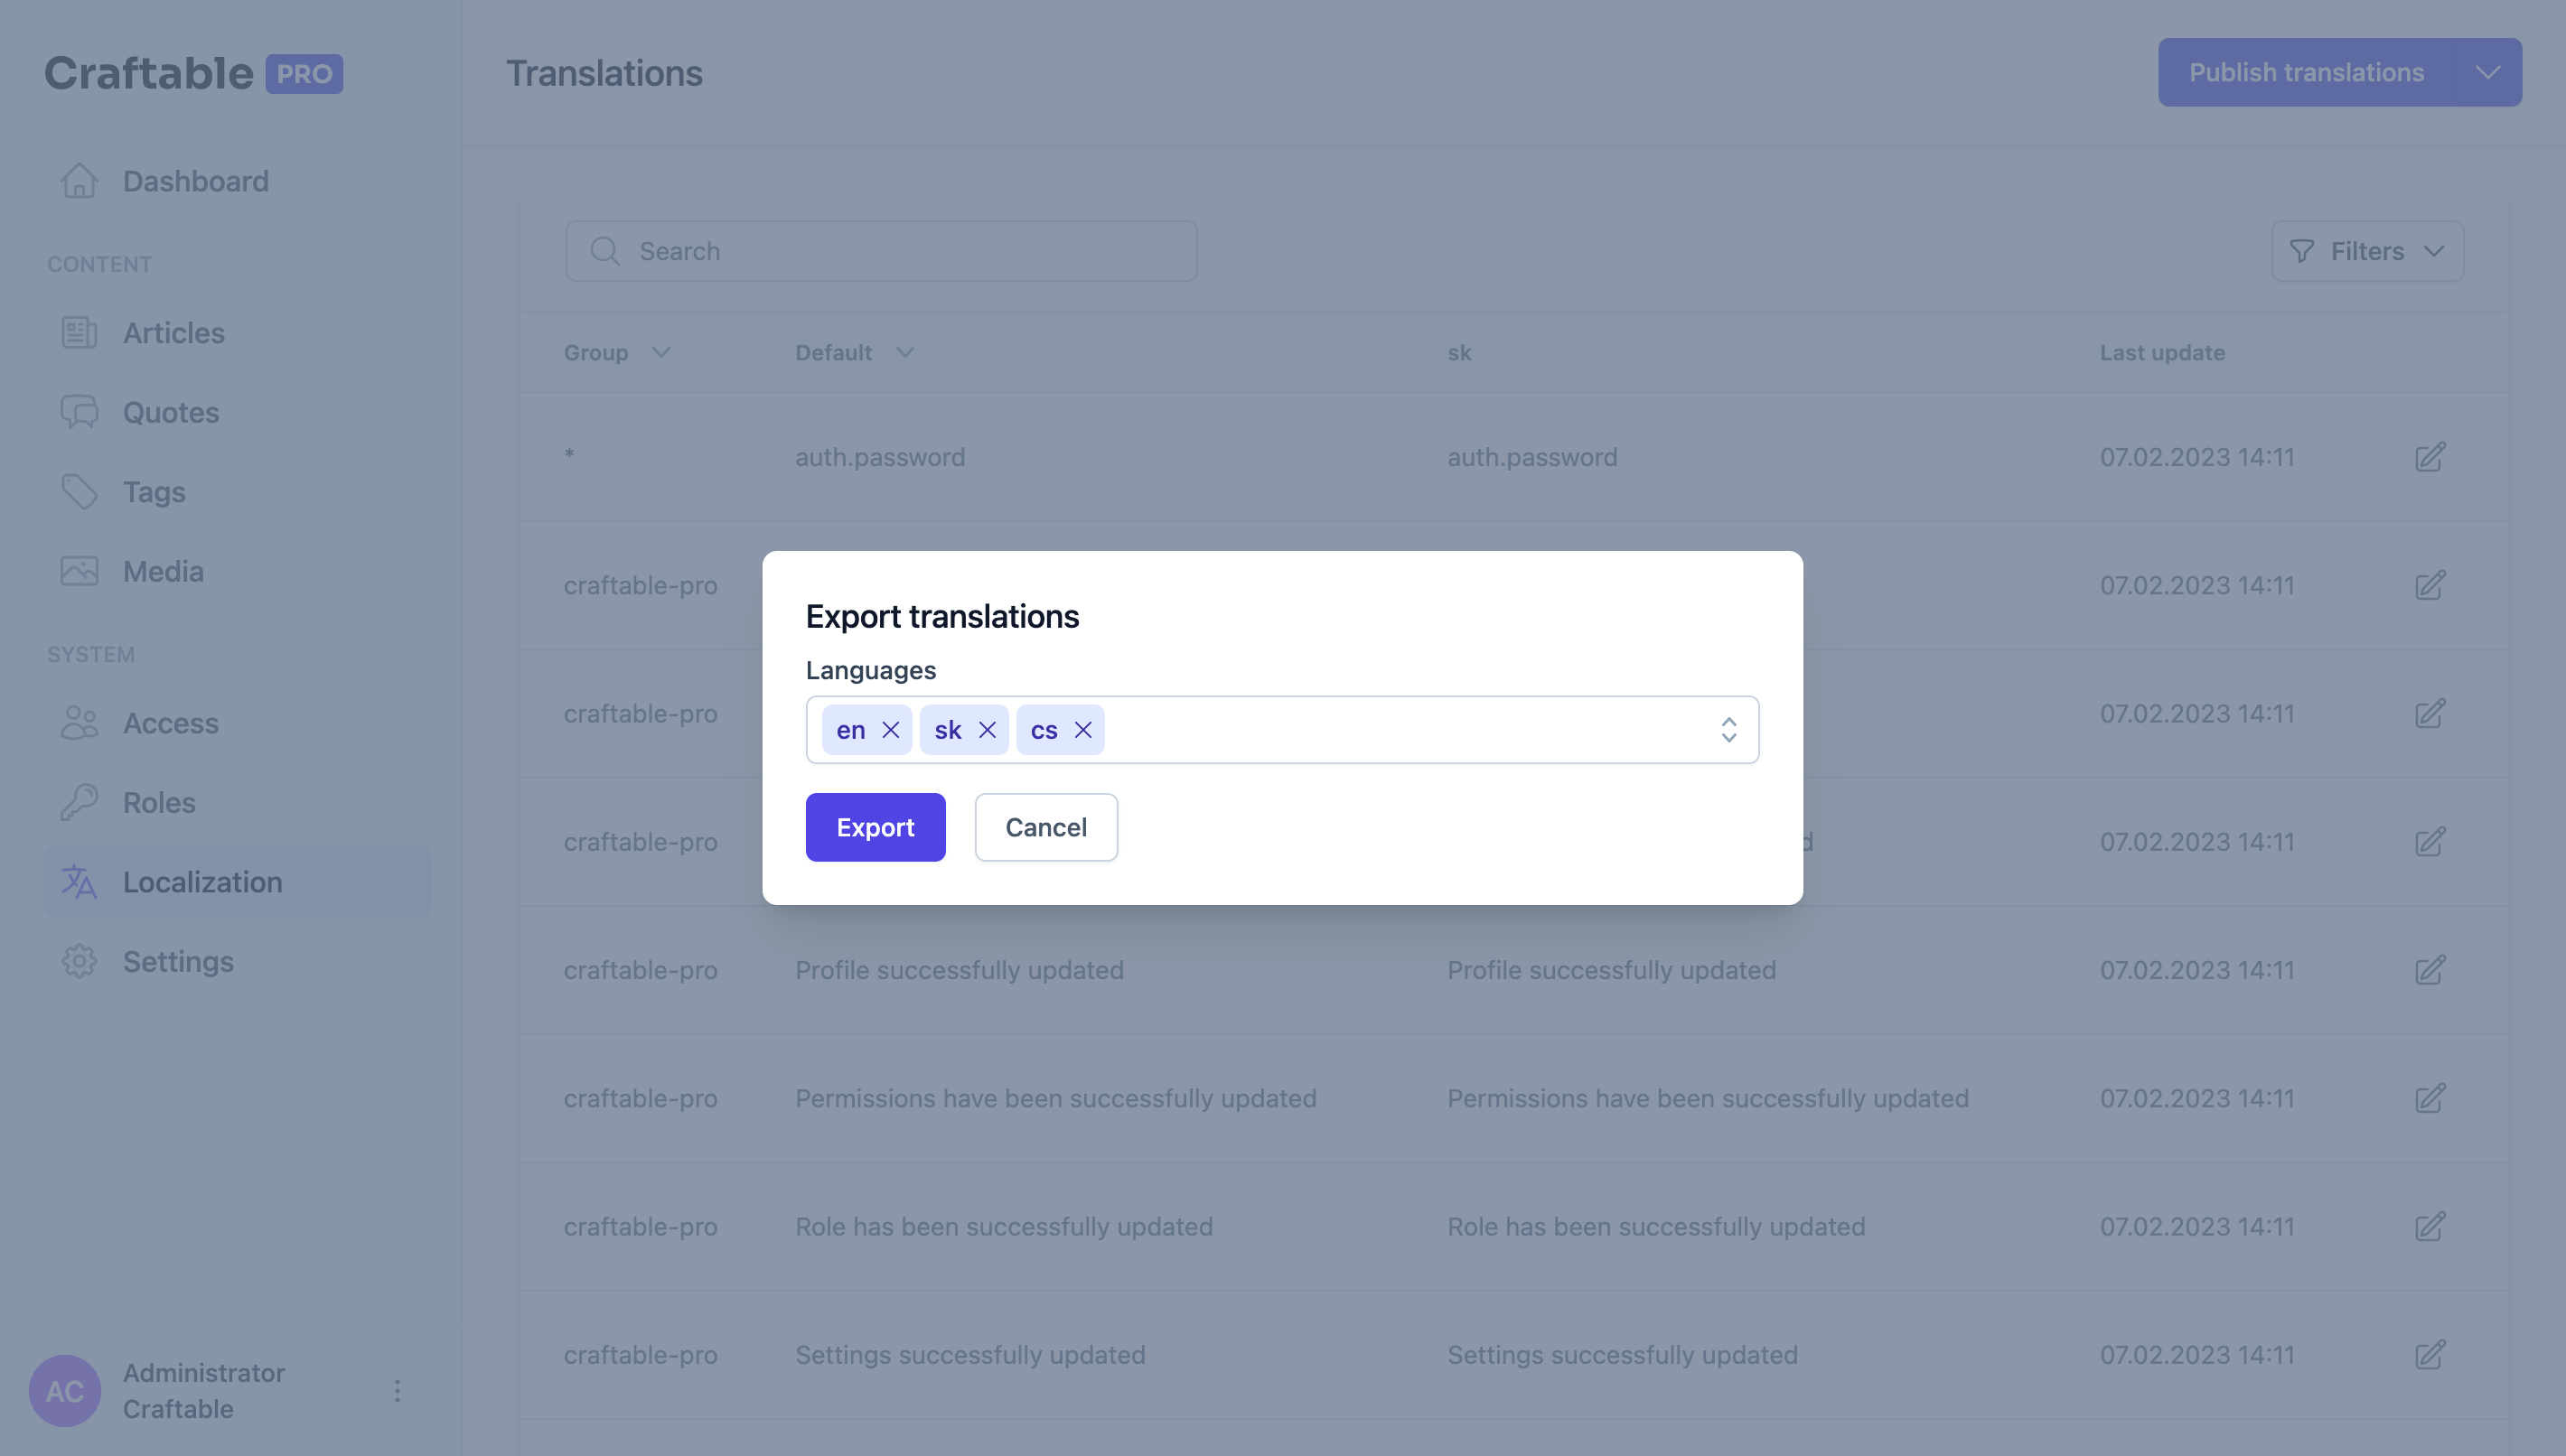 Craftable PRO
Translations
Publish translations
Dashboard
CONTENT
Articles
Quotes
Tags
Media
SYSTEM
Access
Roles
Localization
Settings
Administrator
Craftable
AC
Search
Filters
Group Default sk Last update
* auth.password auth.password 07.02.2023 14:11
craftable-pro 07.02.2023 14:11
craftable-pro 07.02.2023 14:11
craftable-pro 07.02.2023 14:11
craftable-pro Profile successfully updated Profile successfully updated 07.02.2023 14:11
craftable-pro Permissions have been successfully updated Permissions have been successfully updated 07.02.2023 14:11
craftable-pro Role has been successfully updated Role has been successfully updated 07.02.2023 14:11
craftable-pro Settings successfully updated Settings successfully updated 07.02.2023 14:11
Export translations
Languages
en sk cs
Export Cancel